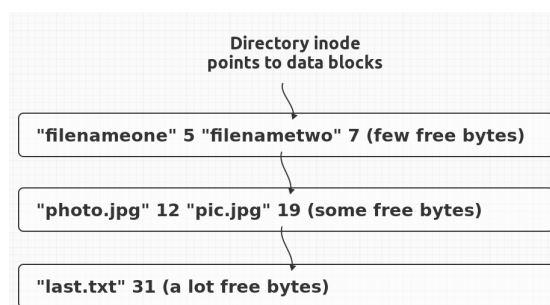 Directory inode
points to data blocks
"filenameone" 5 "filenametwo" 7 (few free bytes)
"photo.jpg" 12 "pic.jpg" 19 (some free bytes)
"last.txt" 31 (a lot free bytes)